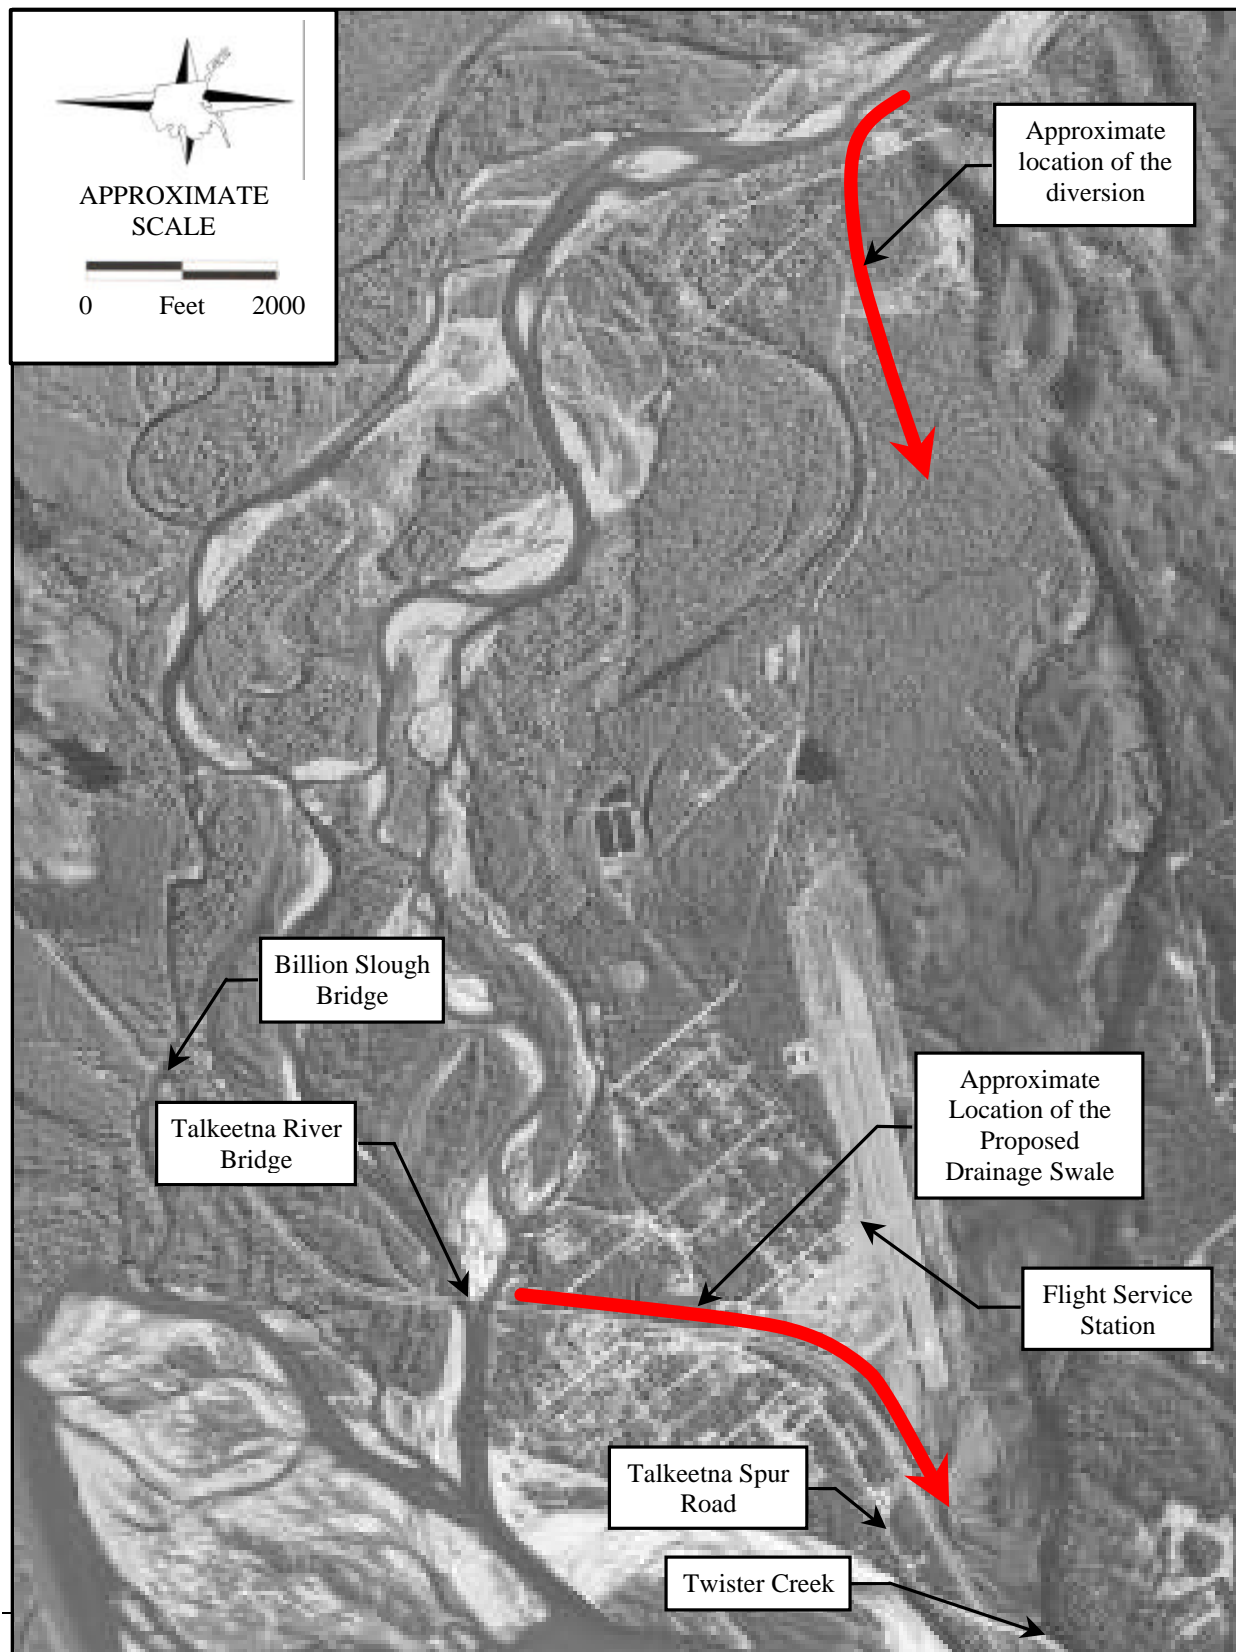 APPROXIMATE
SCALE
0 Feet 2000
Approximate
location of the
diversion
Billion Slough
Bridge
Talkeetna River
Bridge
Approximate
Location of the
Proposed
Drainage Swale
Flight Service
Station
Talkeetna Spur
Road
Twister Creek